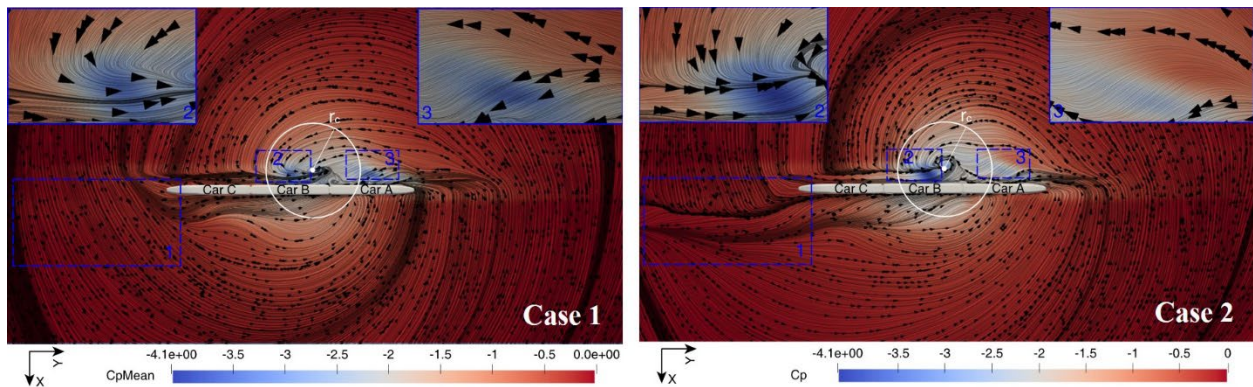 2
3
r_c
2
3
Car C Car B Car A
1
Case 1
Y
X
-4.1e+00 -3.5 -3 -2.5 -2 -1.5 -1 -0.5 0.0e+00
CpMean
2
3
r_c
2
3
Car C Car B Car A
1
Case 2
Y
X
-4.1e+00 -3.5 -3 -2.5 -2 -1.5 -1 -0.5 0
Cp